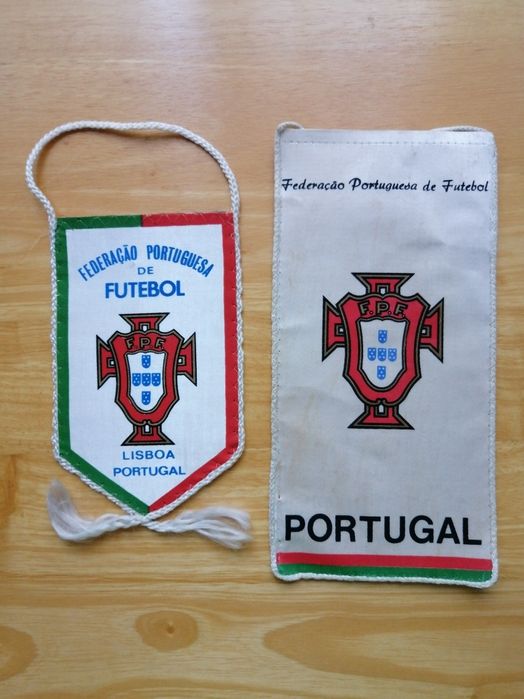 FEDERAÇÃO PORTUGUESA
DE
FUTEBOL
F.P.F.
LISBOA
PORTUGAL
Federação Portuguesa de Futebol
F.P.F.
PORTUGAL